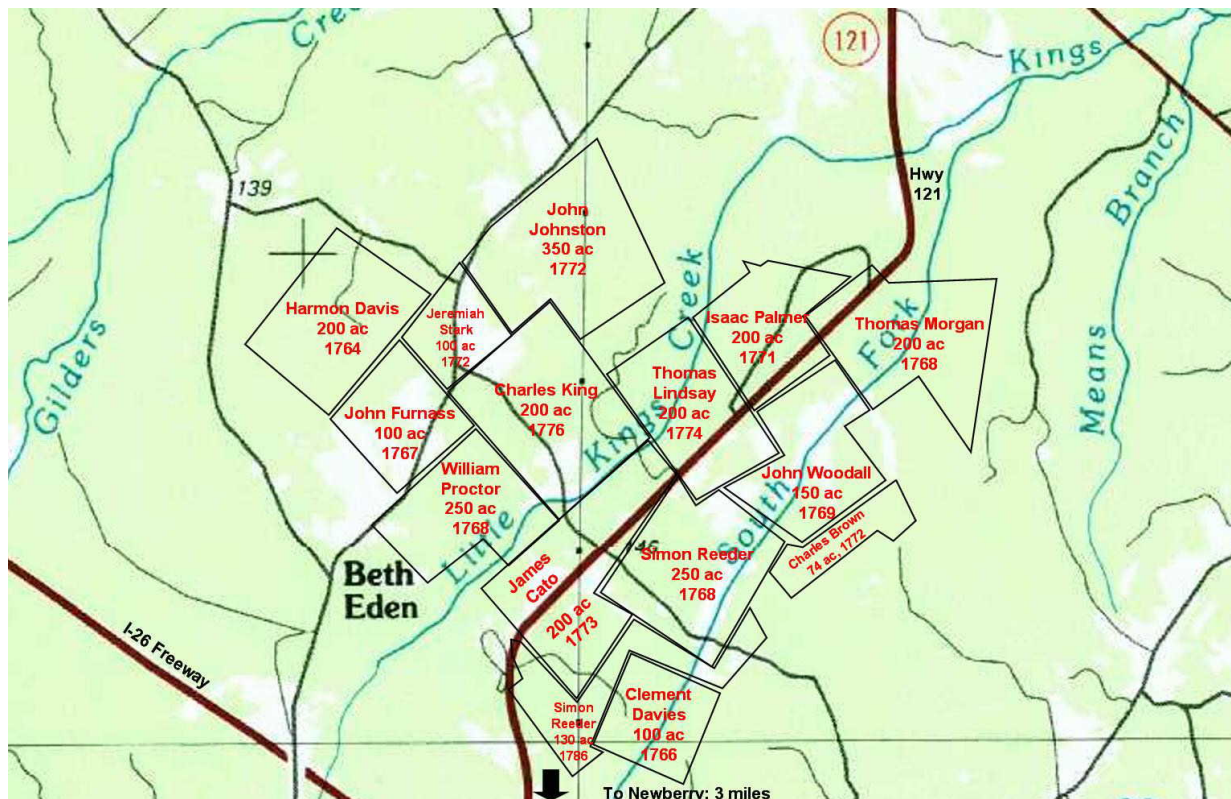 Creek
121
Kings
Branch
Hwy
121
139
John
Johnston
350 ac
1772
Creek
Harmon Davis
200 ac
1764
Jeremiah
Stark
100 ac
1772
Isaac Palmer
200 ac
1771
Thomas Morgan
200 ac
1768
Fork
Gilders
Means
Thomas
Lindsay
200 ac
1774
Charles King
200 ac
1776
John Furnass
100 ac
1767
Kings
William
Proctor
250 ac
1768
Little
John Woodall
150 ac
1769
South
Charles Brown
74 ac, 1772
146
Simon Reeder
250 ac
1768
Beth
Eden
James
Cato
200 ac
1773
I-26 Freeway
Clement
Davies
100 ac
1766
Simon
Reeder
130 ac
1786
To Newberry: 3 miles